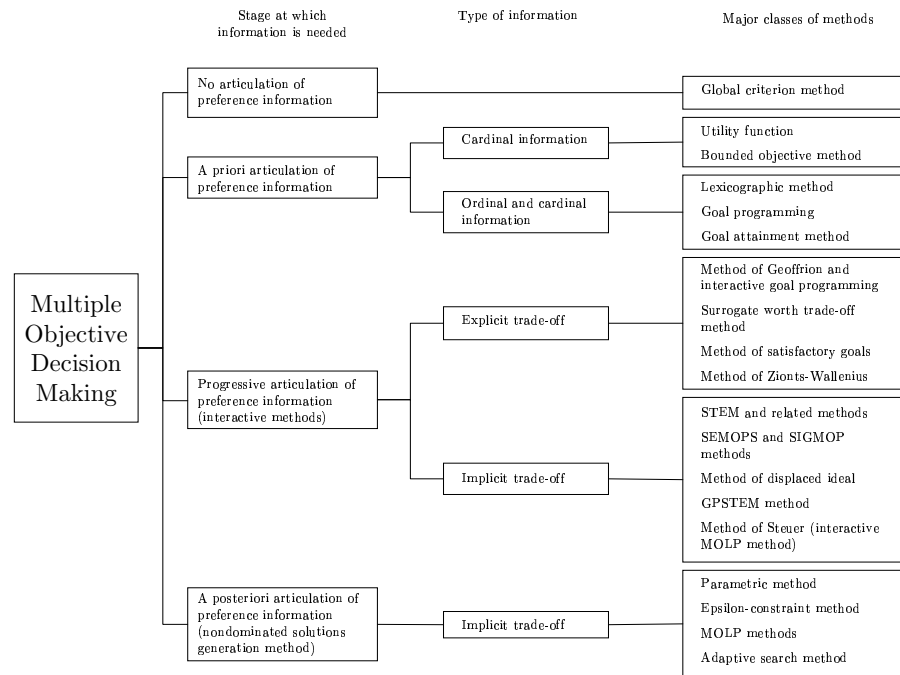 Stage at which
information is needed
Type of information
Major classes of methods
No articulation of
preference information
Global criterion method
A priori articulation of
preference information
Cardinal information
Utility function
Bounded objective method
Ordinal and cardinal
information
Lexicographic method
Goal programming
Goal attainment method
Multiple
Objective
Decision
Making
Progressive articulation of
preference information
(interactive methods)
Explicit trade-off
Method of Geoffrion and
interactive goal programming
Surrogate worth trade-off
method
Method of satisfactory goals
Method of Zionts-Wallenius
Implicit trade-off
STEM and related methods
SEMOPS and SIGMOP
methods
Method of displaced ideal
GPSTEM method
Method of Steuer (interactive
MOLP method)
A posteriori articulation of
preference information
(nondominated solutions
generation method)
Implicit trade-off
Parametric method
Epsilon-constraint method
MOLP methods
Adaptive search method